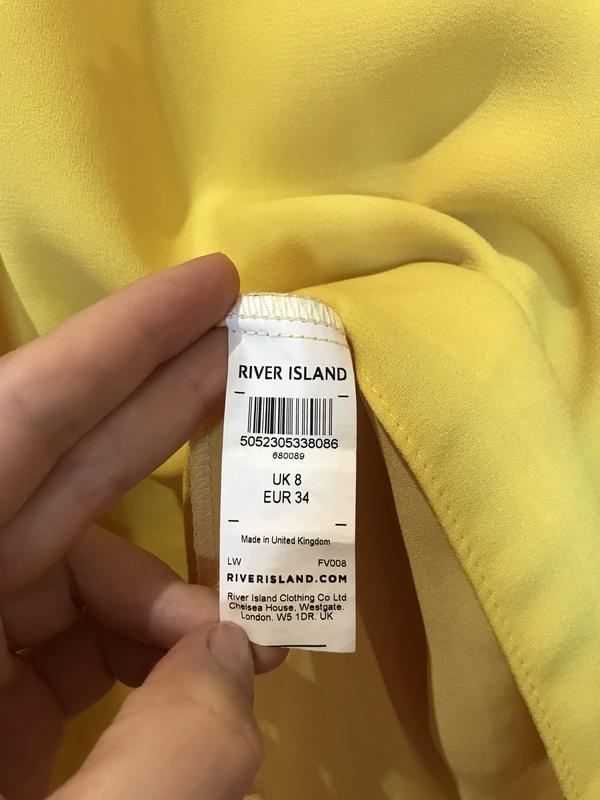 RIVER ISLAND
5052305338086
680089
UK 8
EUR 34
Made in United Kingdom
LW FV008
RIVERISLAND.COM
River Island Clothing Co Ltd
Chelsea House, Westgate.
London. W5 1DR. UK